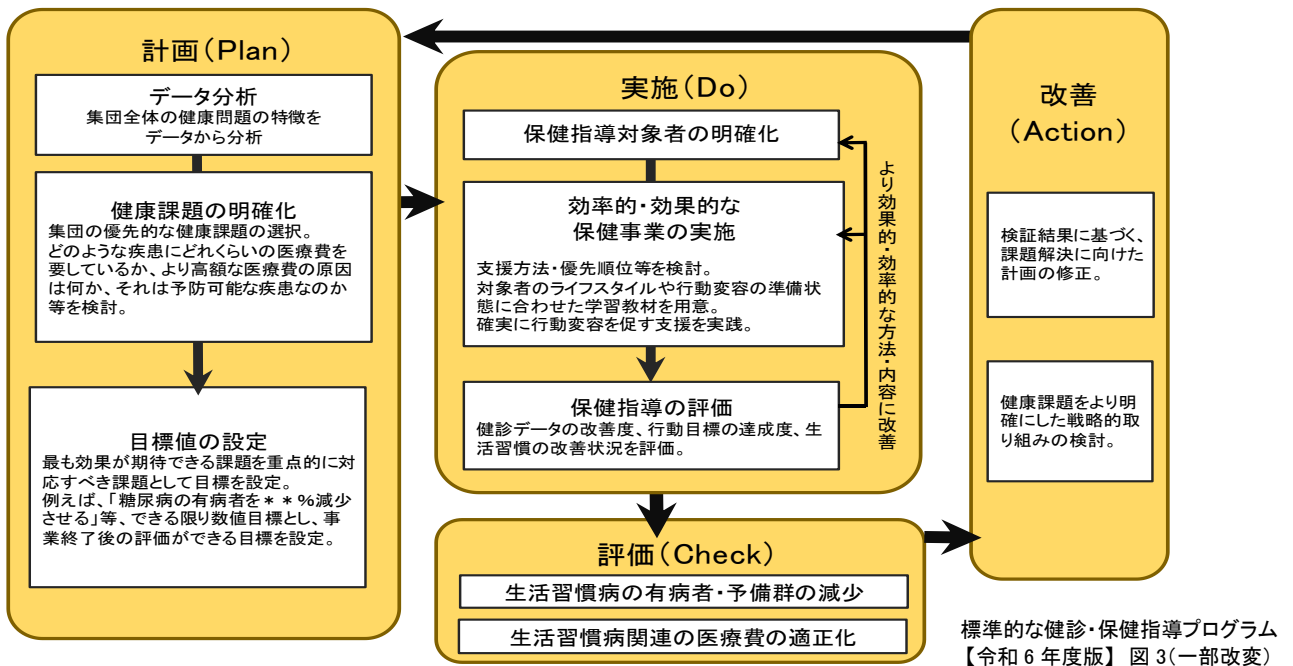 計画(Plan)
データ分析
集団全体の健康問題の特徴を
データから分析
健康課題の明確化
集団の優先的な健康課題の選択。
どのような疾患にどれくらいの医療費を
要しているか、より高額な医療費の原因
は何か、それは予防可能な疾患なのか
等を検討。
目標値の設定
最も効果が期待できる課題を重点的に対
応すべき課題として目標を設定。
例えば、「糖尿病の有病者を**%減少
させる」等、できる限り数値目標とし、事
業終了後の評価ができる目標を設定。
実施(Do)
保健指導対象者の明確化
効率的・効果的な
保健事業の実施
支援方法・優先順位等を検討。
対象者のライフスタイルや行動変容の準備状
態に合わせた学習教材を用意。
確実に行動変容を促す支援を実践。
保健指導の評価
健診データの改善度、行動目標の達成度、生
活習慣の改善状況を評価。
より効果的・効率的な方法・内容に改善
評価(Check)
生活習慣病の有病者・予備群の減少
生活習慣病関連の医療費の適正化
改善
(Action)
検証結果に基づく、
課題解決に向けた
計画の修正。
健康課題をより明
確にした戦略的取
り組みの検討。
標準的な健診・保健指導プログラム
【令和6年度版】 図3(一部改変)